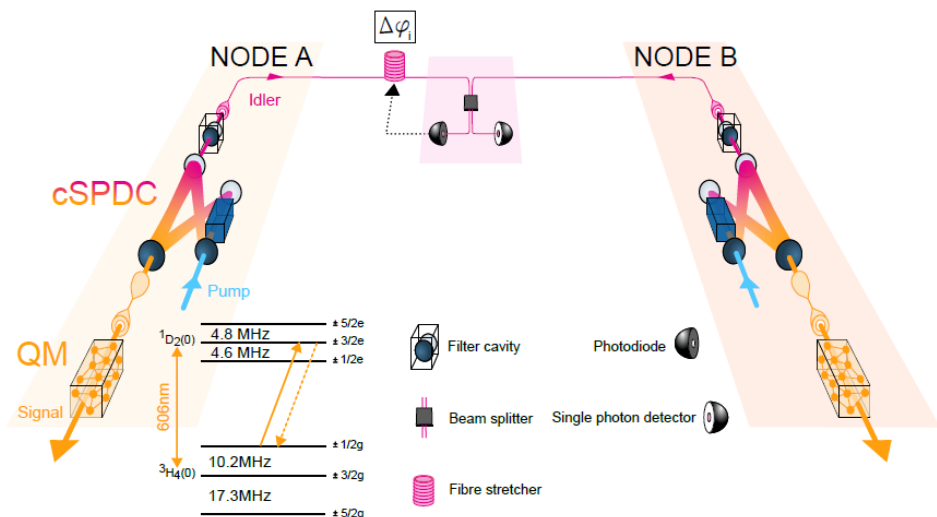 Δφi
NODE A
NODE B
Idler
cSPDC
Pump
QM
Signal
± 5/2e
¹D₂(0)
4.8 MHz
± 3/2e
4.6 MHz
± 1/2e
606nm
± 1/2g
³H₄(0)
10.2MHz
± 3/2g
17.3MHz
± 5/2g
Filter cavity
Photodiode
Beam splitter
Single photon detector
Fibre stretcher